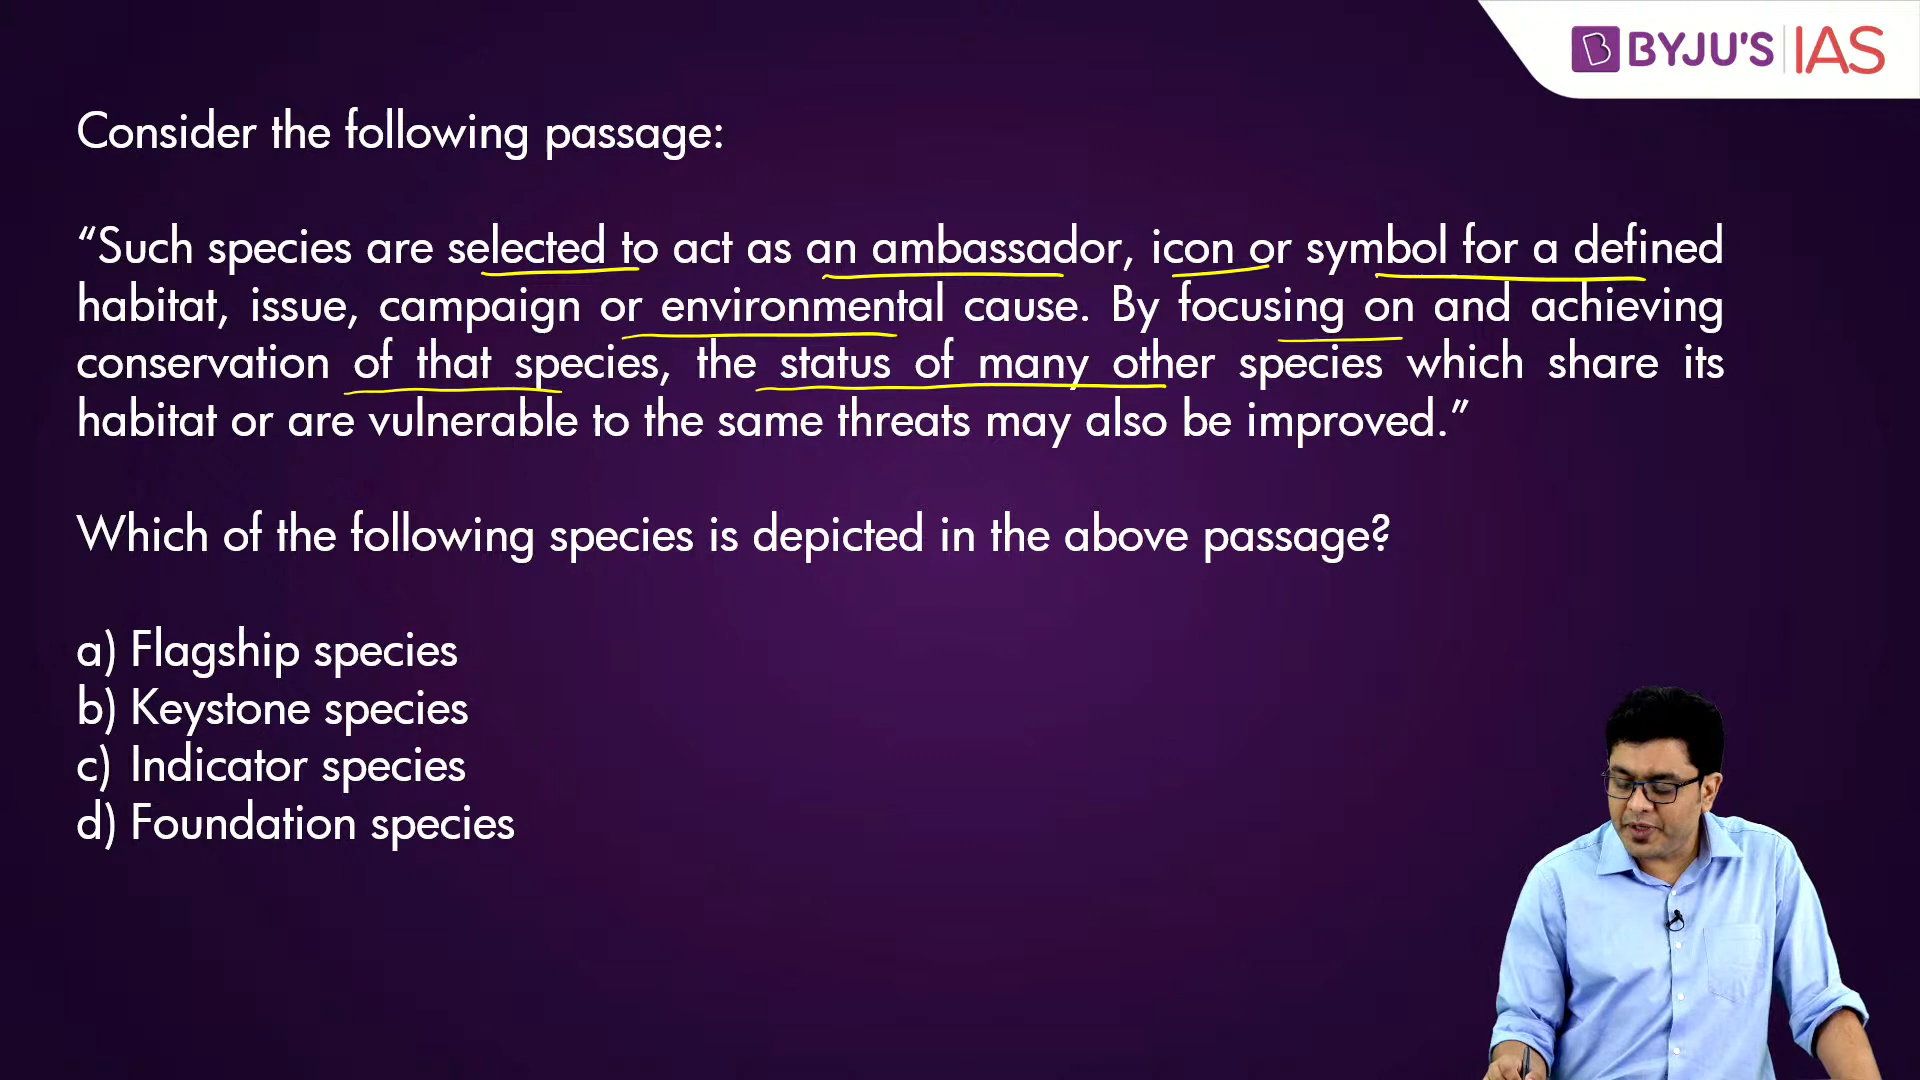 BYJU'S IAS
Consider the following passage:
“Such species are selected to act as an ambassador, icon or symbol for a defined
habitat, issue, campaign or environmental cause. By focusing on and achieving
conservation of that species, the status of many other species which share its
habitat or are vulnerable to the same threats may also be improved.”
Which of the following species is depicted in the above passage?
a) Flagship species
b) Keystone species
c) Indicator species
d) Foundation species